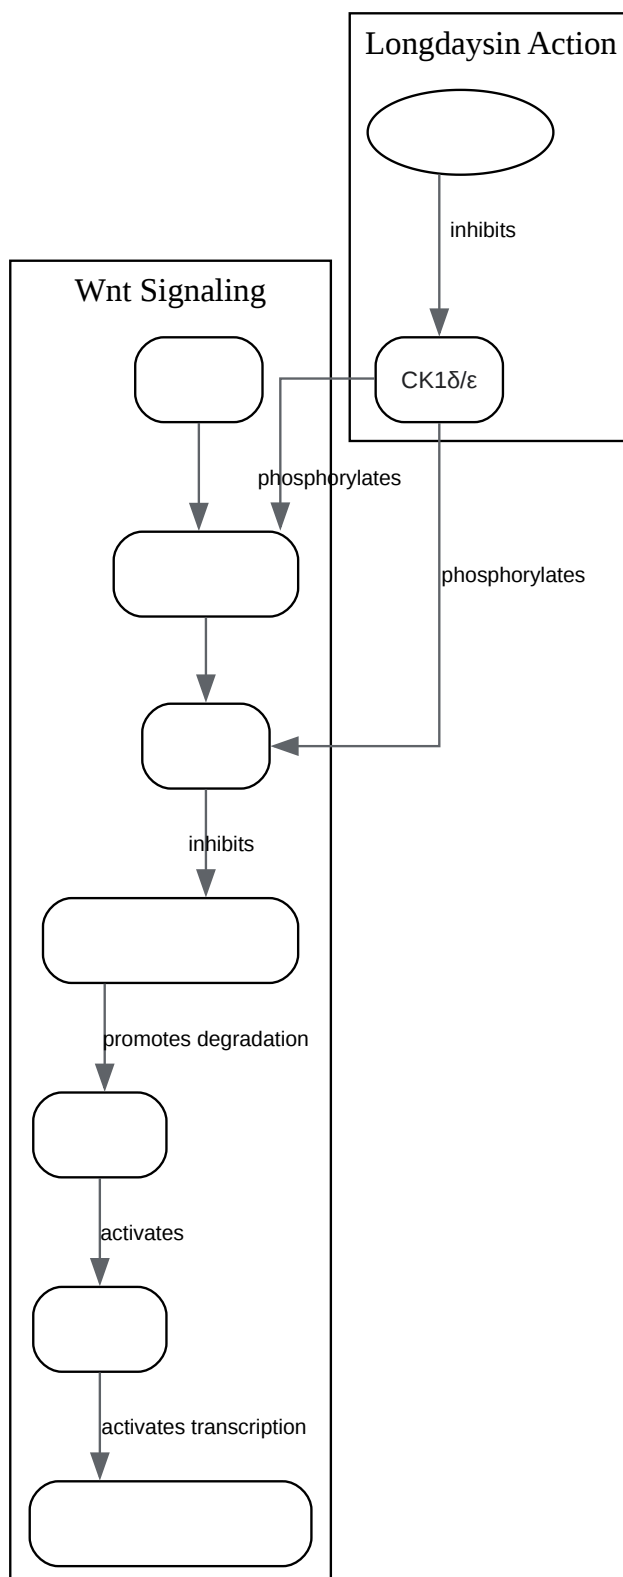 Longdaysin Action
inhibits
Wnt Signaling
CK1δ/ε
phosphorylates
phosphorylates
inhibits
promotes degradation
activates
activates transcription